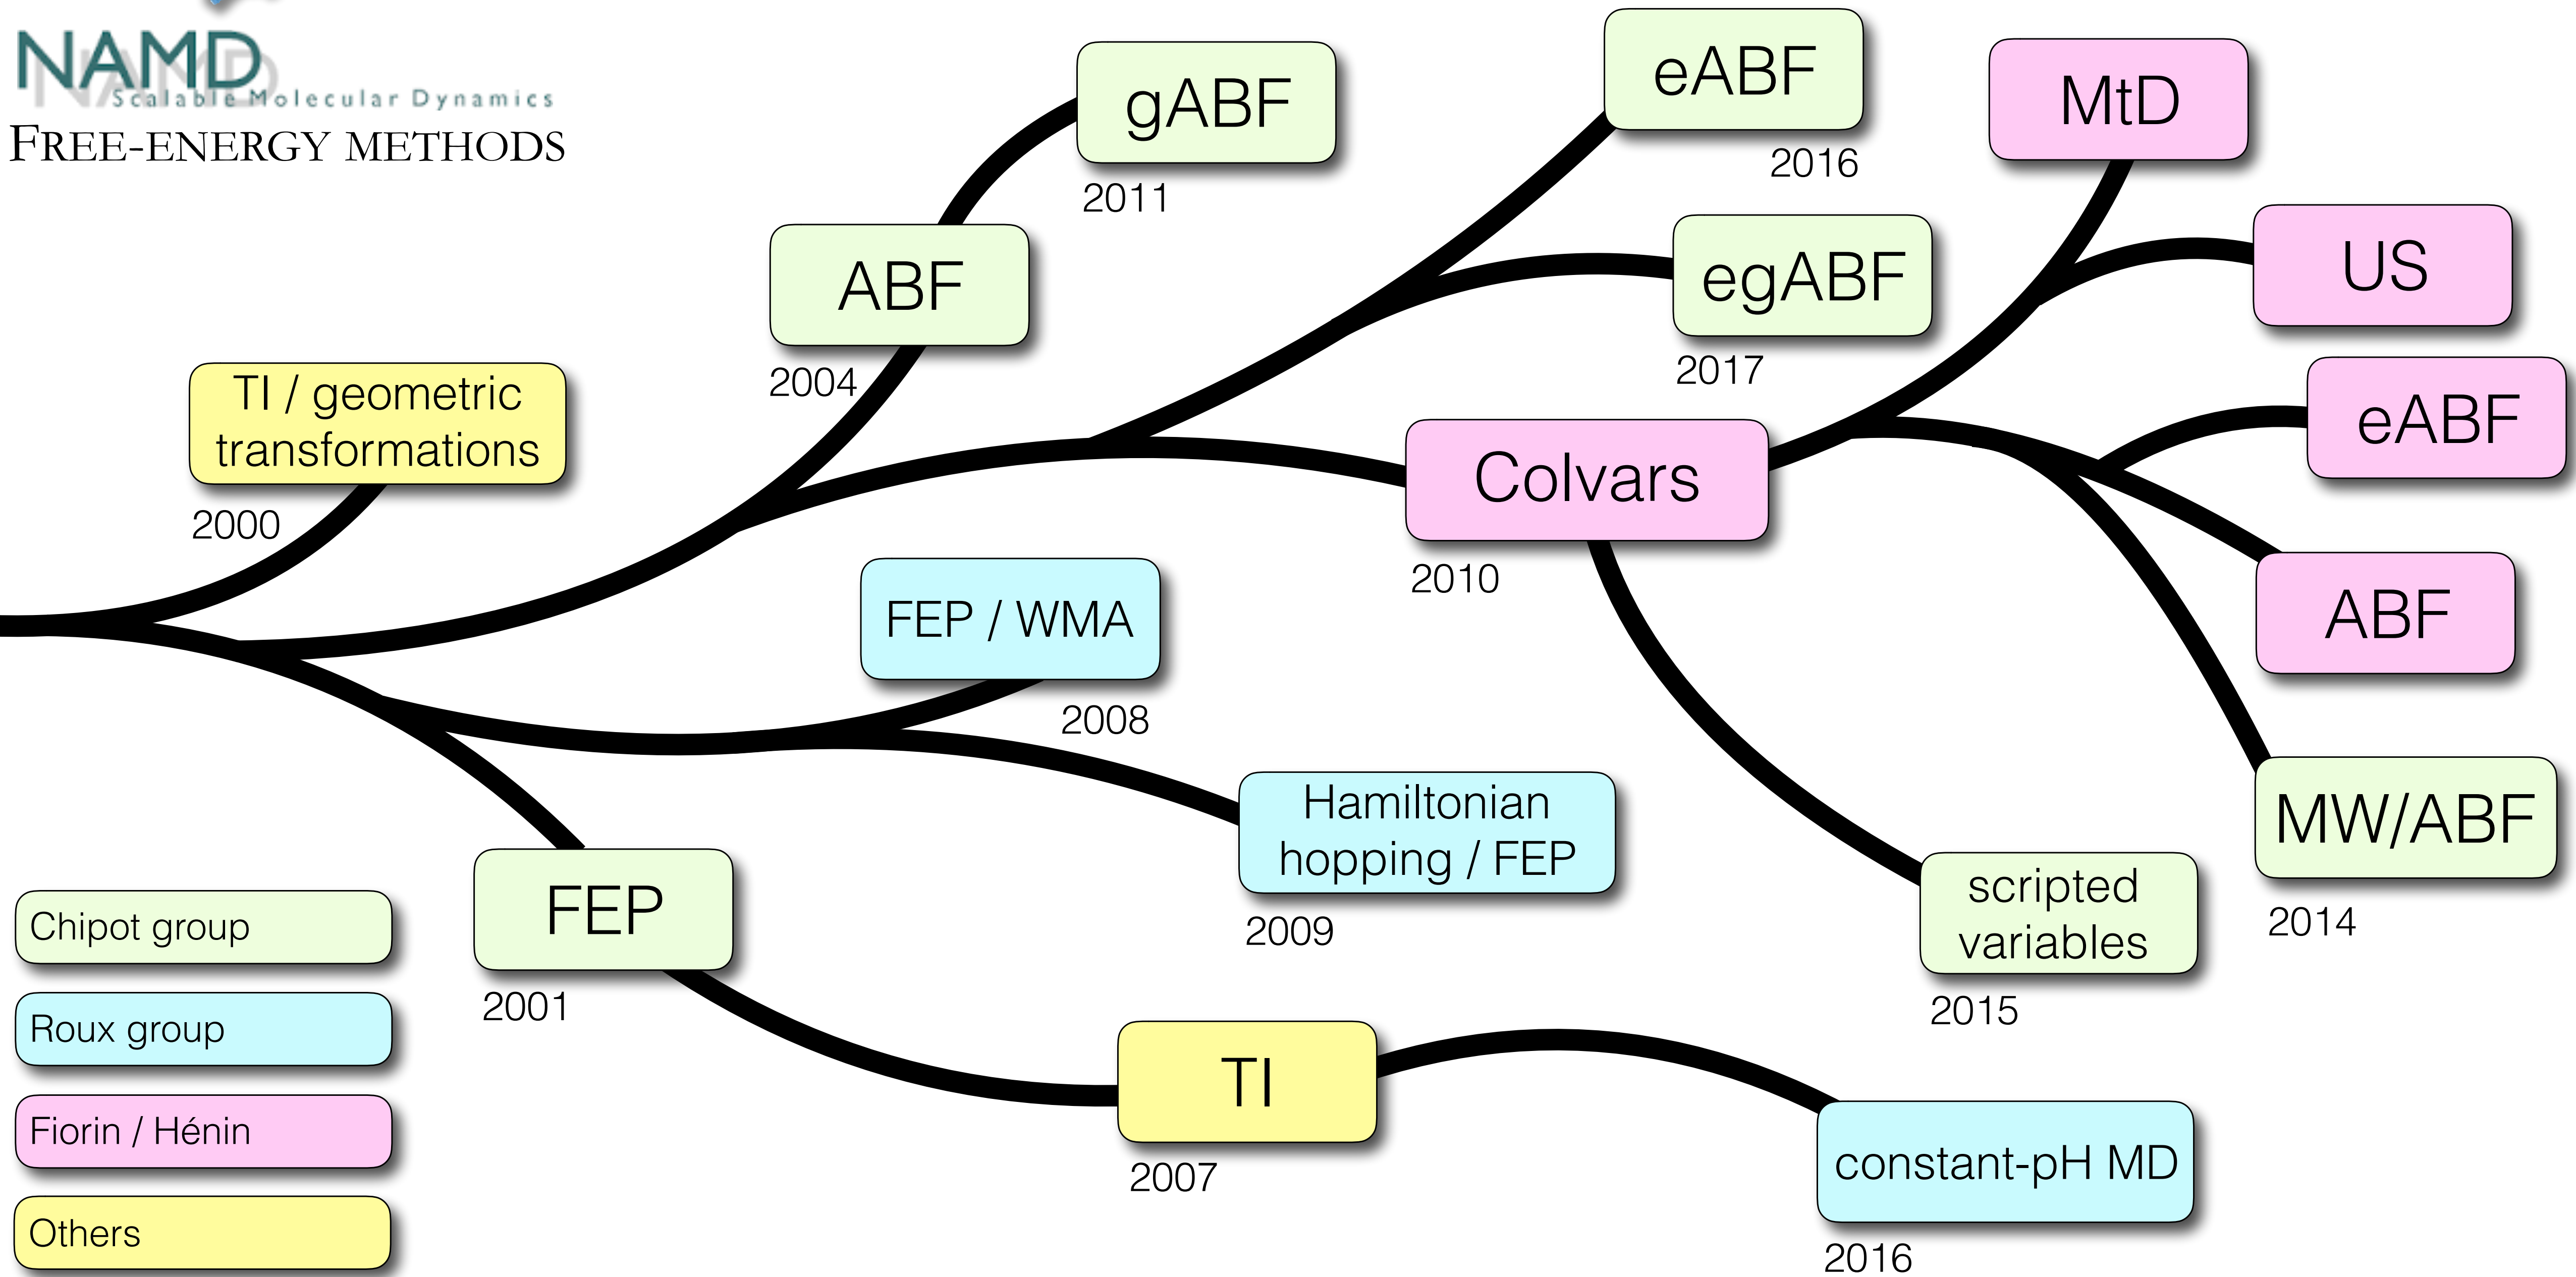 NAMD
Scalable Molecular Dynamics
FREE-ENERGY METHODS
gABF
2011
eABF
2016
MtD
ABF
2004
egABF
2017
US
TI / geometric
transformations
2000
Colvars
2010
eABF
FEP / WMA
2008
ABF
Hamiltonian
hopping / FEP
2009
MW/ABF
2014
FEP
2001
scripted
variables
2015
TI
2007
constant-pH MD
2016
Chipot group
Roux group
Fiorin / Hénin
Others